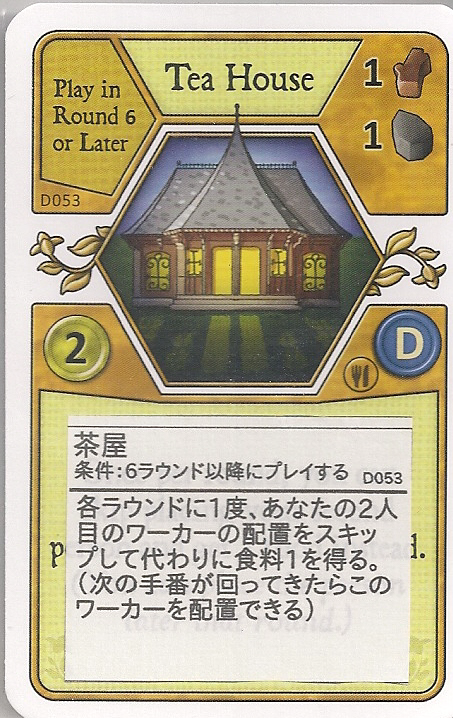 Play in
Round 6
or Later
Tea House
1
1
D053
2
D
茶屋
条件:6ラウンド以降にプレイする D053
各ラウンドに1度、あなたの2人
目のワーカーの配置をスキッ
プして代わりに食料1を得る。
(次の手番が回ってきたらこの
ワーカーを配置できる)